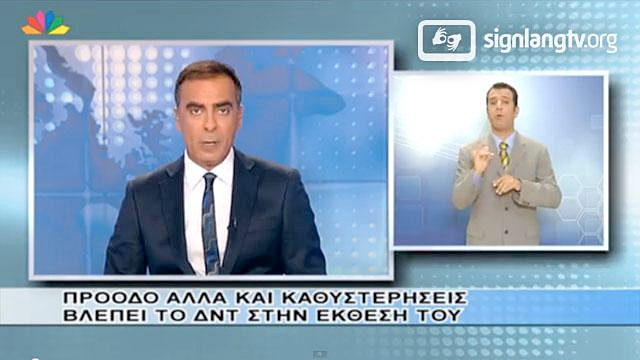 signlangtv.org
ΠΡΟΟΔΟ ΑΛΛΑ ΚΑΙ ΚΑΘΥΣΤΕΡΗΣΕΙΣ
ΒΛΕΠΕΙ ΤΟ ΔΝΤ ΣΤΗΝ ΕΚΘΕΣΗ ΤΟΥ